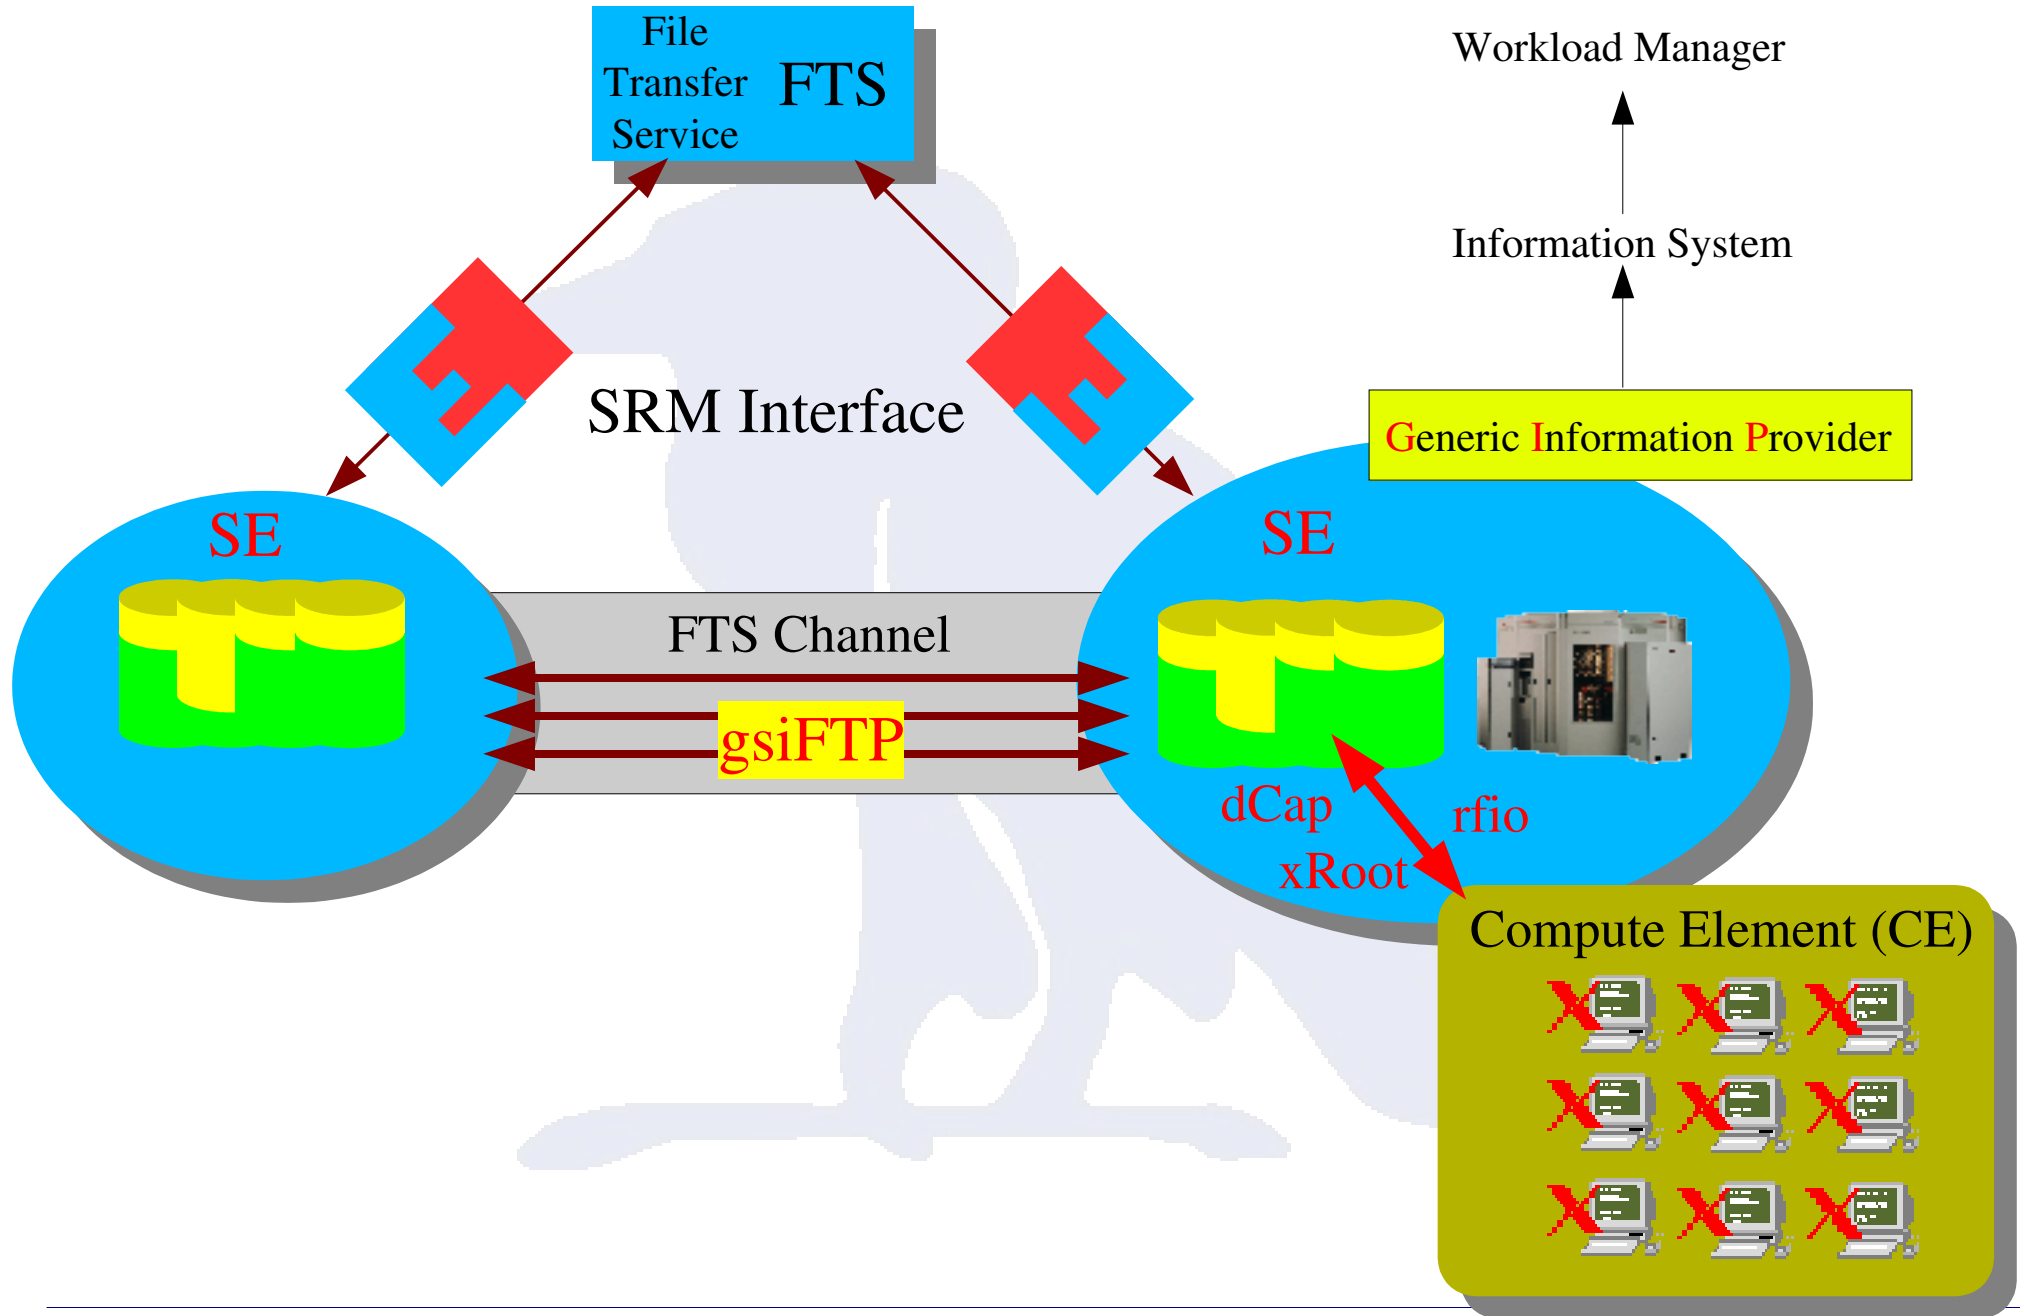 File
Transfer
Service
FTS
Workload Manager
Information System
SRM Interface
Generic Information Provider
SE
SE
FTS Channel
gsiFTP
dCap
rfio
xRoot
Compute Element (CE)